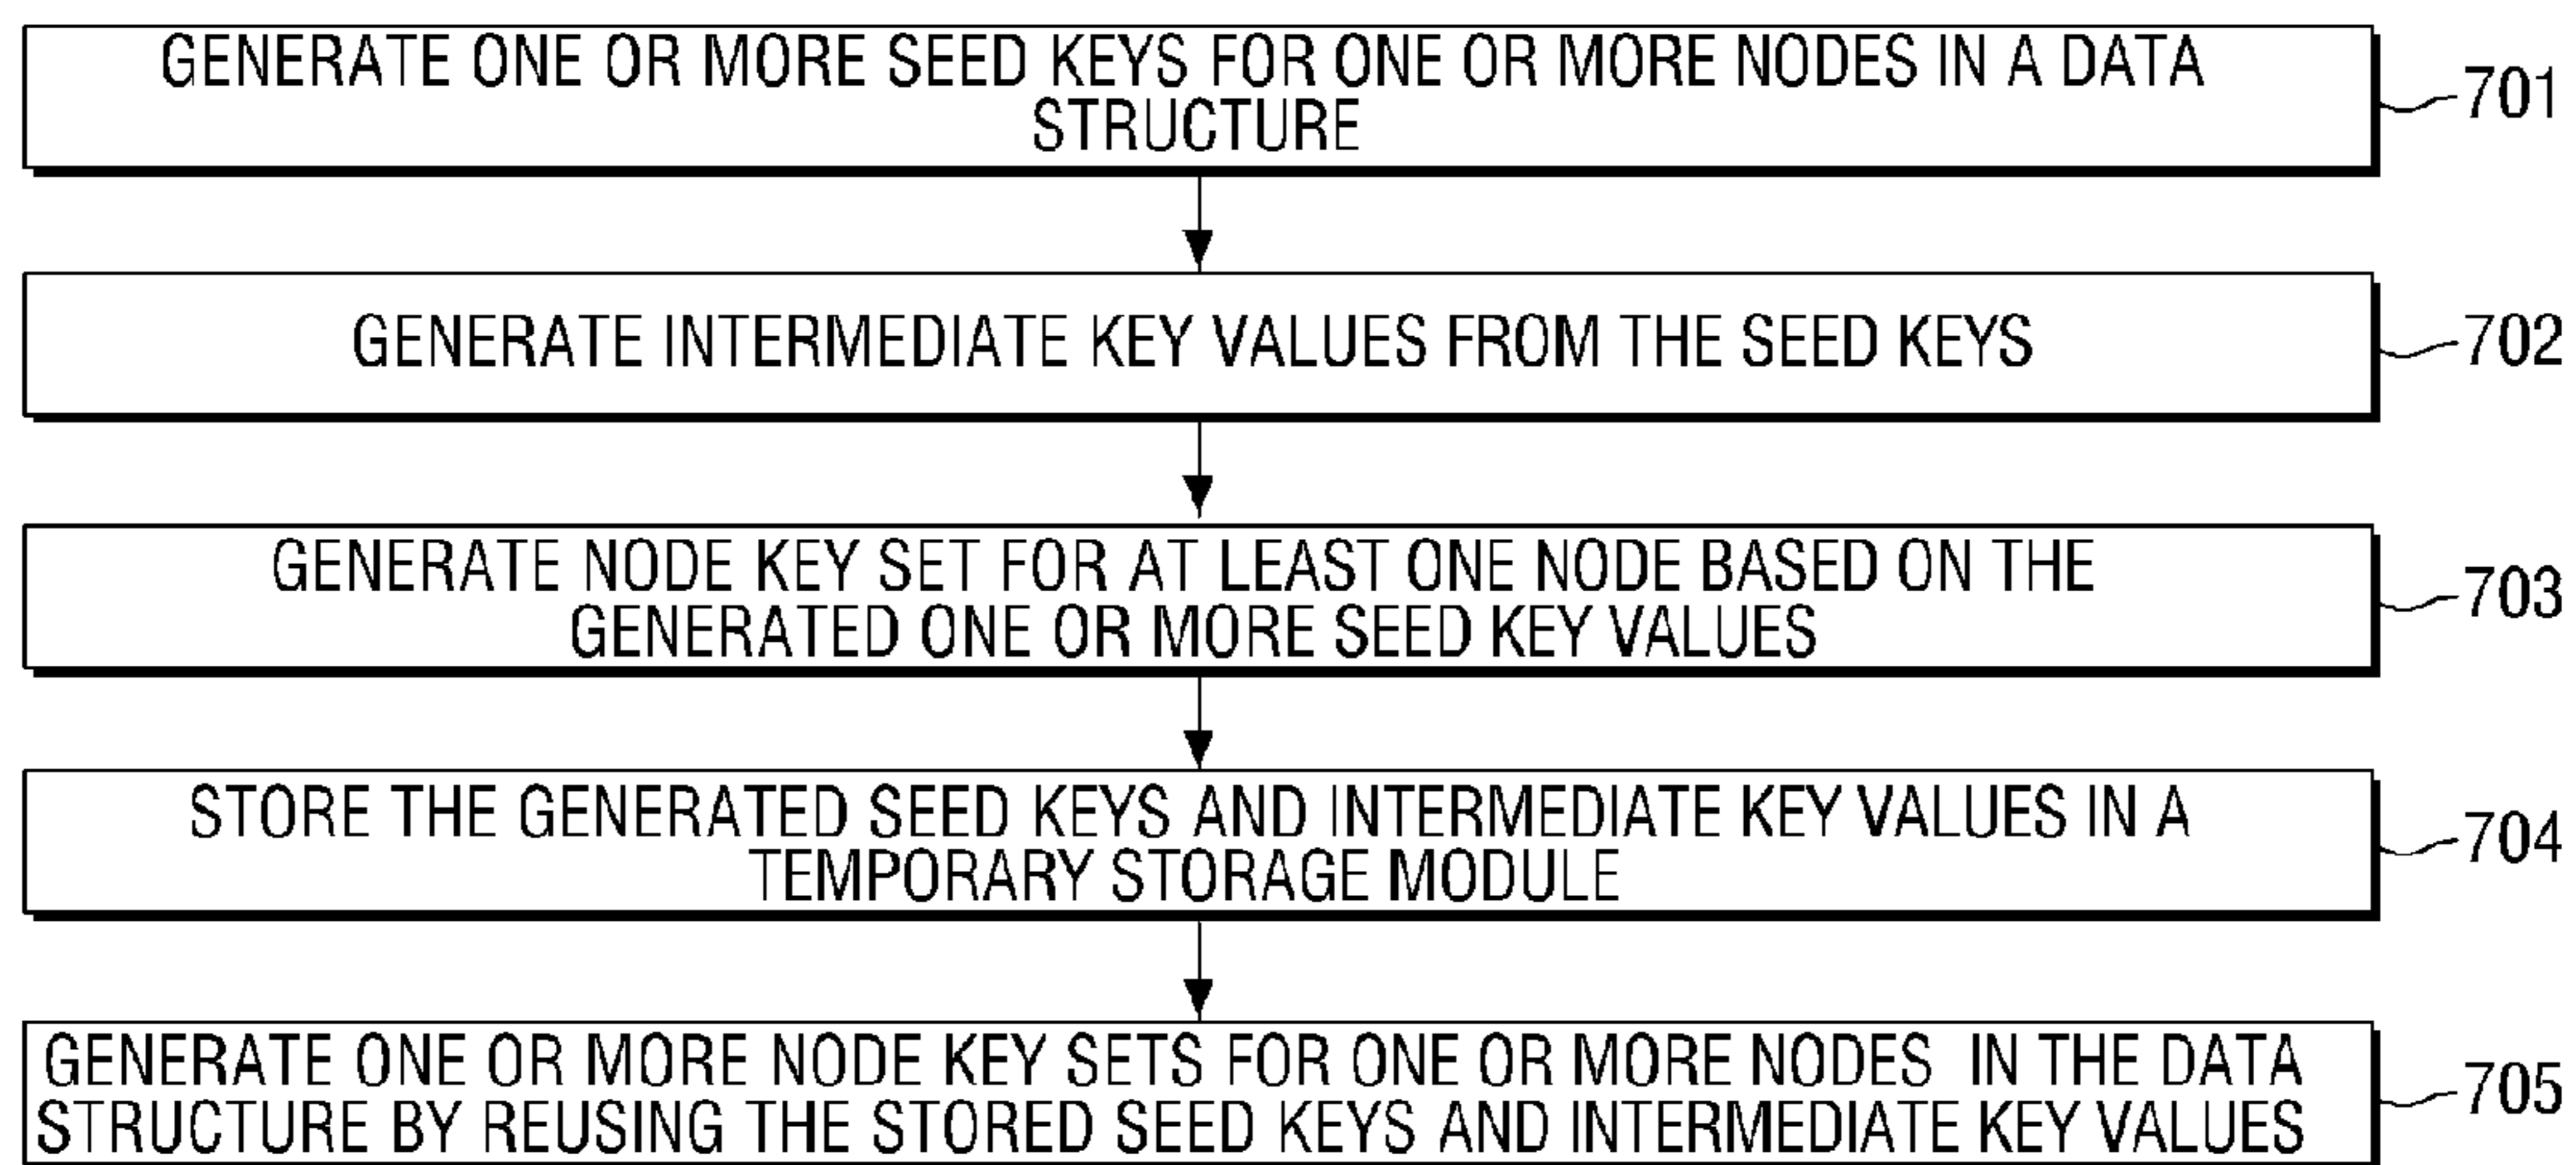 GENERATE ONE OR MORE SEED KEYS FOR ONE OR MORE NODES IN A DATA
STRUCTURE
701
GENERATE INTERMEDIATE KEY VALUES FROM THE SEED KEYS
702
GENERATE NODE KEY SET FOR AT LEAST ONE NODE BASED ON THE
GENERATED ONE OR MORE SEED KEY VALUES
703
STORE THE GENERATED SEED KEYS AND INTERMEDIATE KEY VALUES IN A
TEMPORARY STORAGE MODULE
704
GENERATE ONE OR MORE NODE KEY SETS FOR ONE OR MORE NODES IN THE DATA
STRUCTURE BY REUSING THE STORED SEED KEYS AND INTERMEDIATE KEY VALUES
705